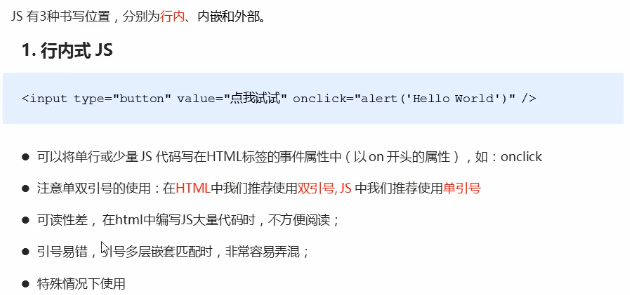 JS 有3种书写位置，分别为行内、内嵌和外部。
1. 行内式 JS
<input type="button" value="点我试试" onclick="alert('Hello World')" />
● 可以将单行或少量 JS 代码写在HTML标签的事件属性中（以 on 开头的属性），如：onclick
● 注意单双引号的使用：在HTML中我们推荐使用双引号, JS 中我们推荐使用单引号
● 可读性差， 在html中编写JS大量代码时，不方便阅读；
● 引号易错，引号多层嵌套匹配时，非常容易弄混；
● 特殊情况下使用